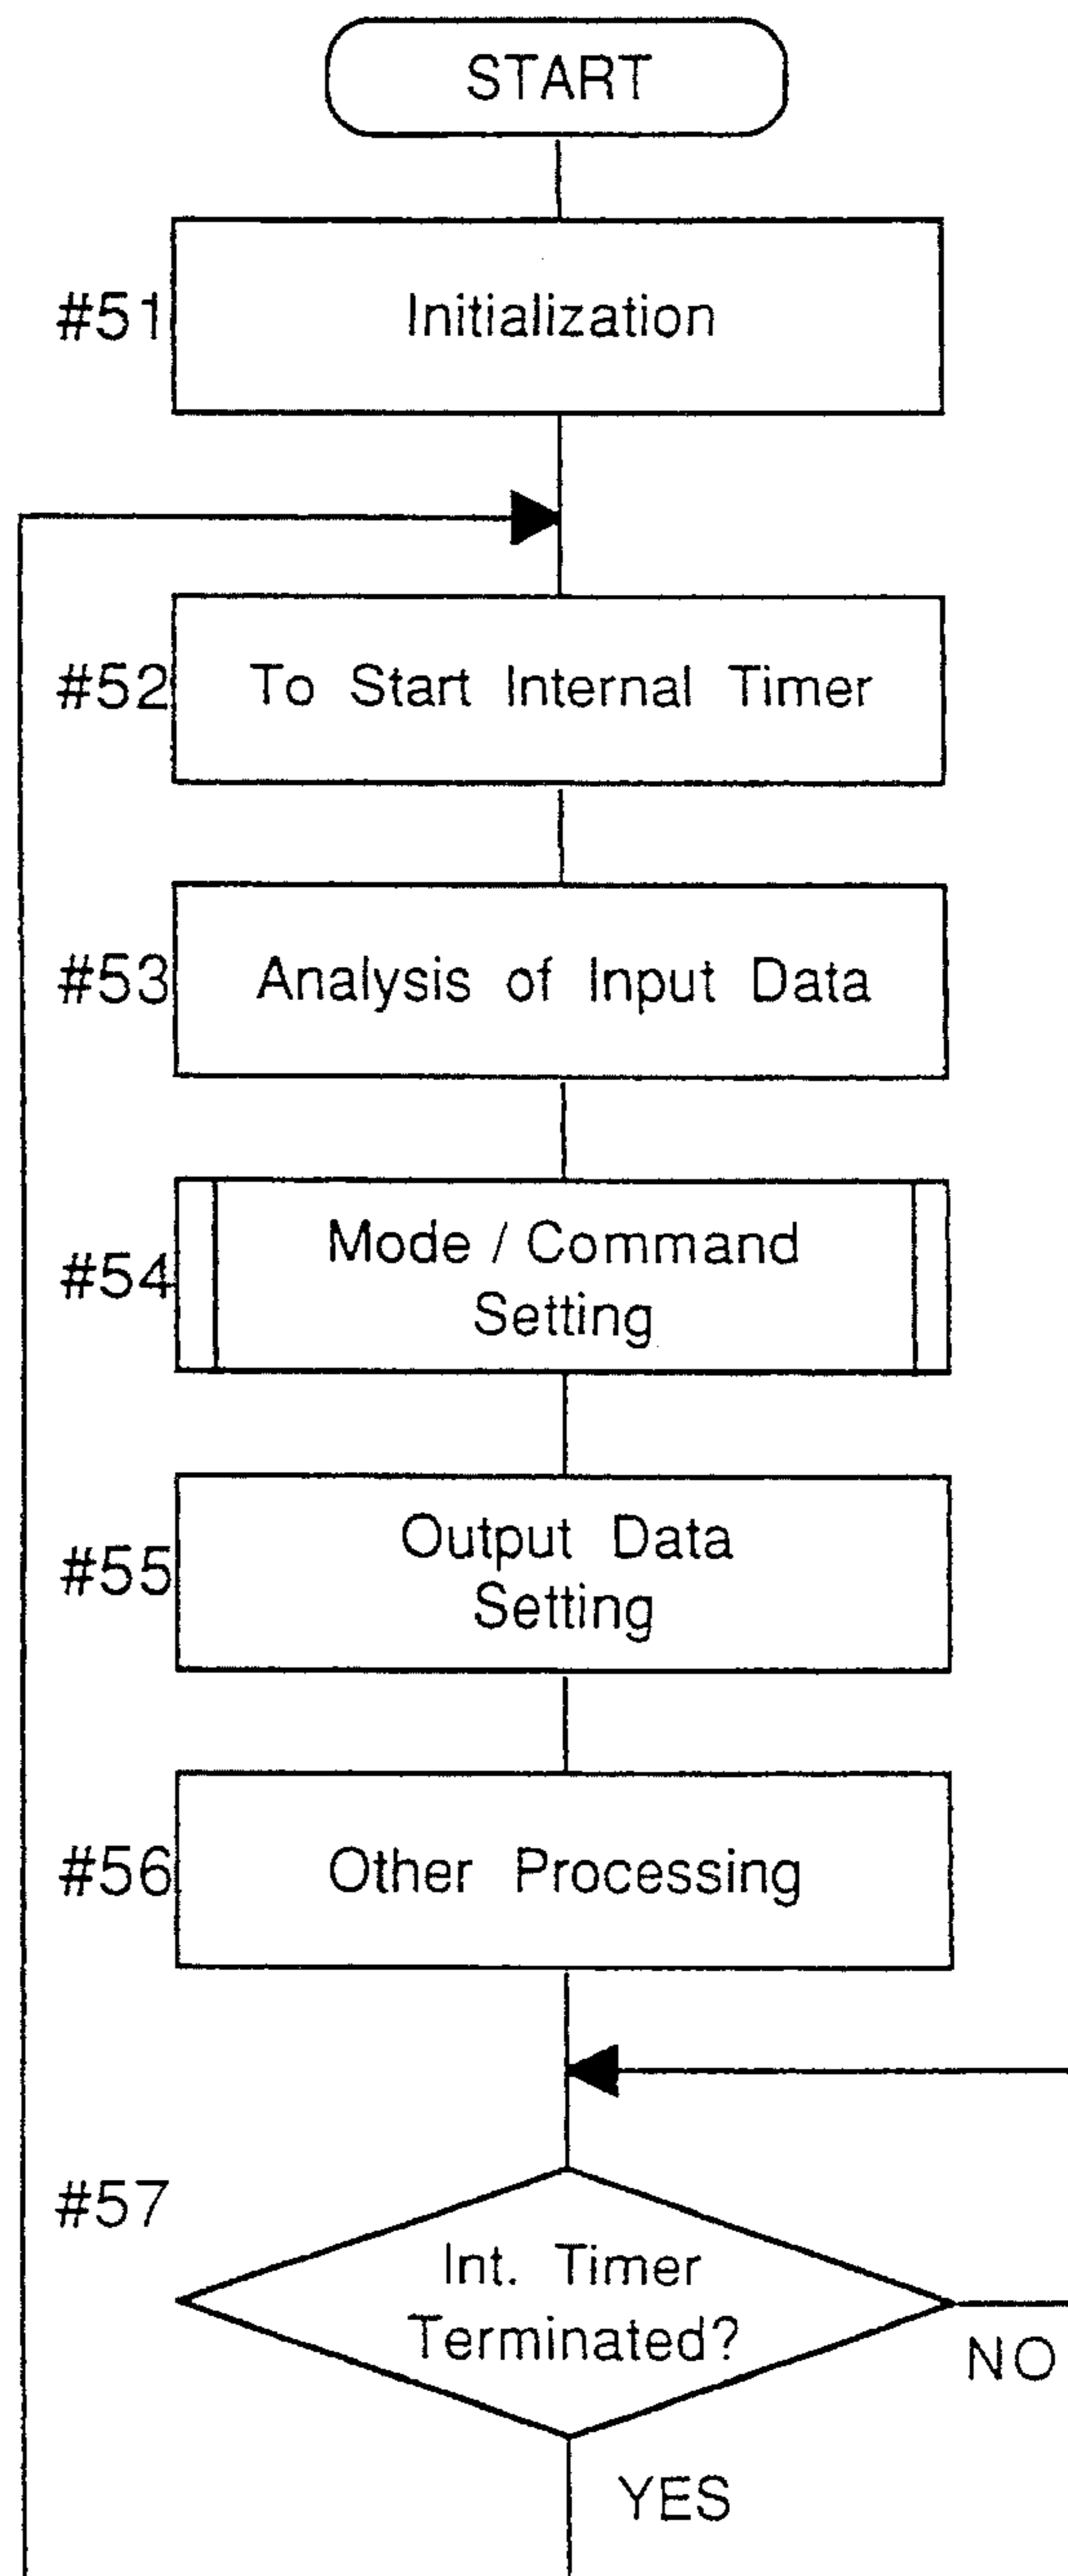 START
#51
Initialization
#52
To Start Internal Timer
#53
Analysis of Input Data
#54
Mode / Command
Setting
#55
Output Data
Setting
#56
Other Processing
#57
Int. Timer
Terminated?
NO
YES